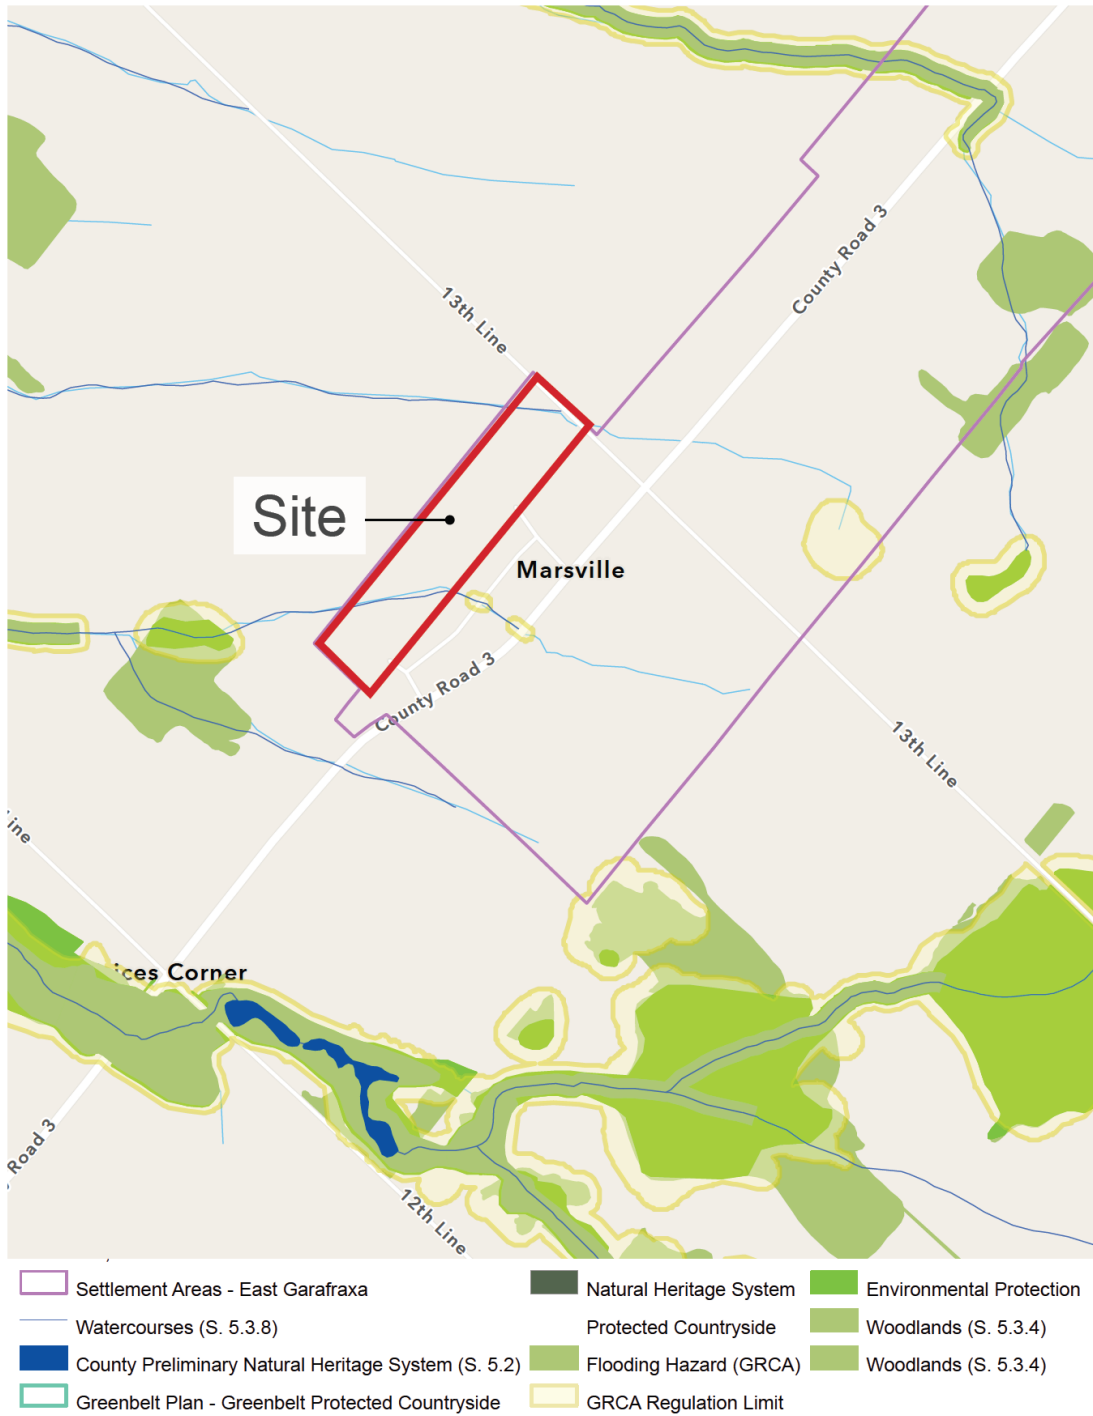 County Road 3
13th Line
Site
Marsville
County Road 3
13th Line
Line
ices Corner
Road 3
12th Line
Settlement Areas - East Garafraxa
Natural Heritage System
Environmental Protection
Watercourses (S. 5.3.8)
Protected Countryside
Woodlands (S. 5.3.4)
County Preliminary Natural Heritage System (S. 5.2)
Flooding Hazard (GRCA)
Woodlands (S. 5.3.4)
Greenbelt Plan - Greenbelt Protected Countryside
GRCA Regulation Limit